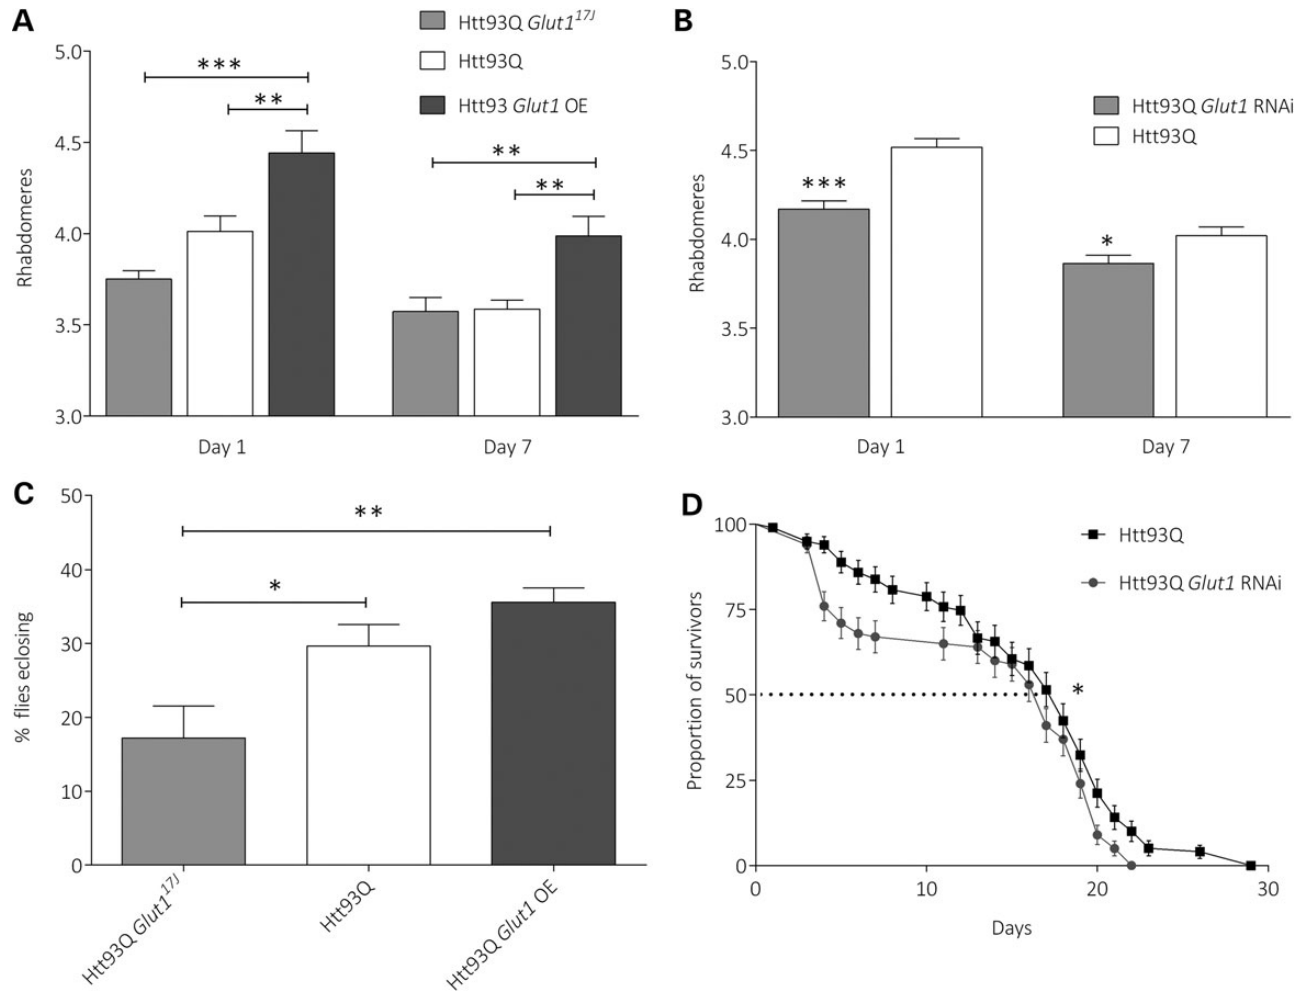 A
Htt93Q Glut1^17J
Htt93Q
Htt93 Glut1 OE
***
**
**
**
5.0
4.5
4.0
3.5
3.0
Rhabdomeres
Day 1
Day 7
B
Htt93Q Glut1 RNAi
Htt93Q
***
*
5.0
4.5
4.0
3.5
3.0
Rhabdomeres
Day 1
Day 7
C
**
*
50
40
30
20
10
0
% flies eclosing
Htt93Q Glut1^17J
Htt93Q
Htt93Q Glut1 OE
D
Htt93Q
Htt93Q Glut1 RNAi
*
100
75
50
25
0
Proportion of survivors
0
10
20
30
Days